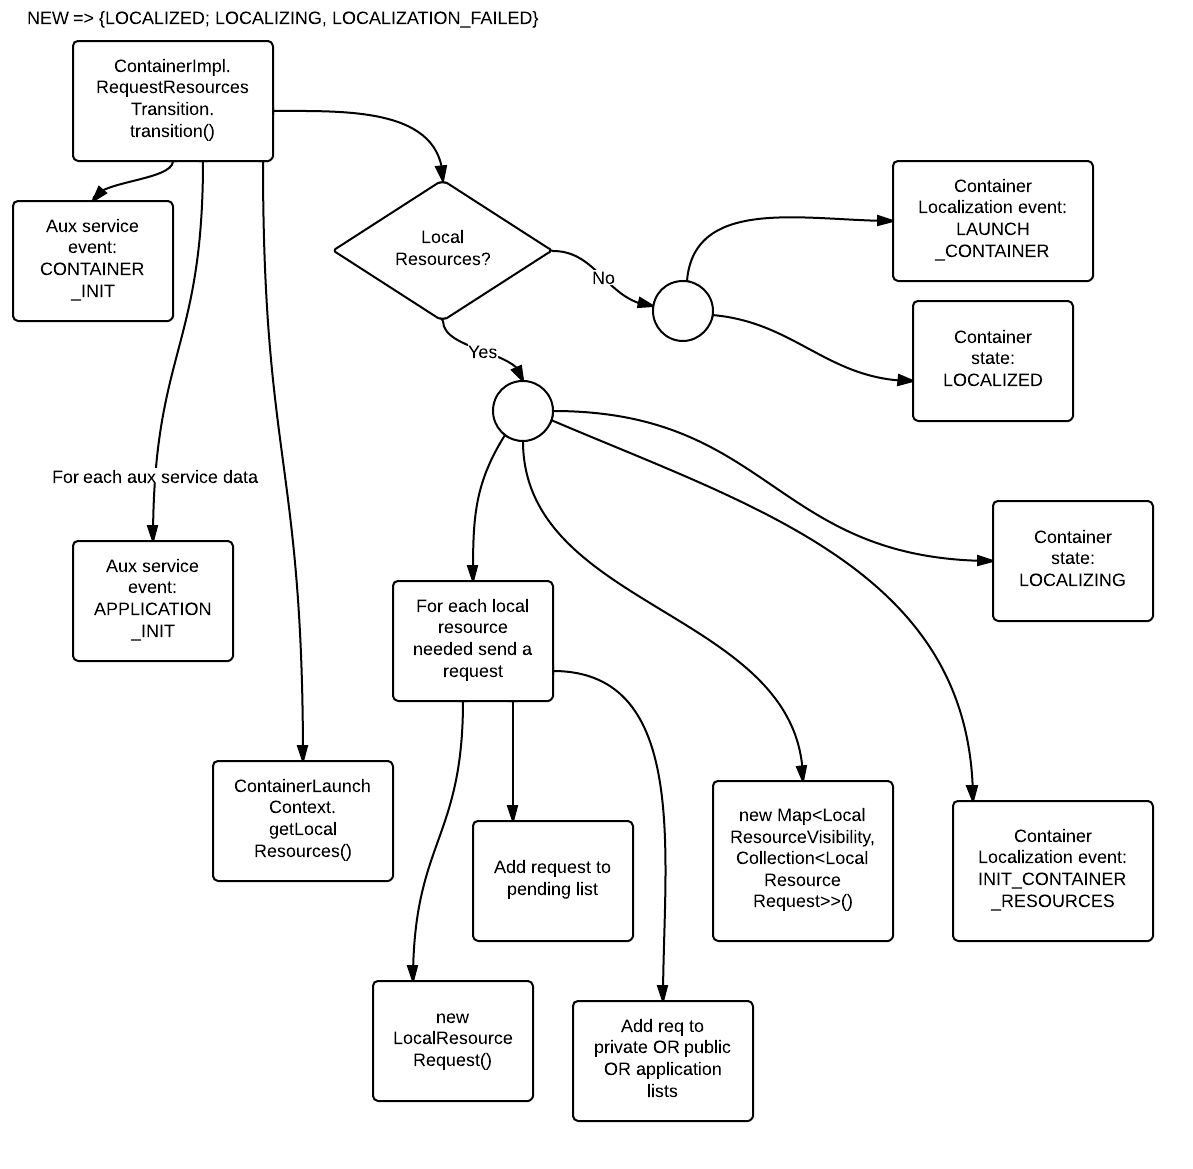 NEW => {LOCALIZED; LOCALIZING, LOCALIZATION_FAILED}
ContainerImpl.
RequestResources
Transition.
transition()
Aux service
event:
CONTAINER
_INIT
Local
Resources?
No
Container
Localization event:
LAUNCH
_CONTAINER
Container
state:
LOCALIZED
Yes
For each aux service data
Aux service
event:
APPLICATION
_INIT
Container
state:
LOCALIZING
For each local
resource
needed send a
request
ContainerLaunch
Context.
getLocal
Resources()
Add request to
pending list
new Map<Local
ResourceVisibility,
Collection<Local
Resource
Request>>()
Container
Localization event:
INIT_CONTAINER
_RESOURCES
new
LocalResource
Request()
Add req to
private OR public
OR application
lists